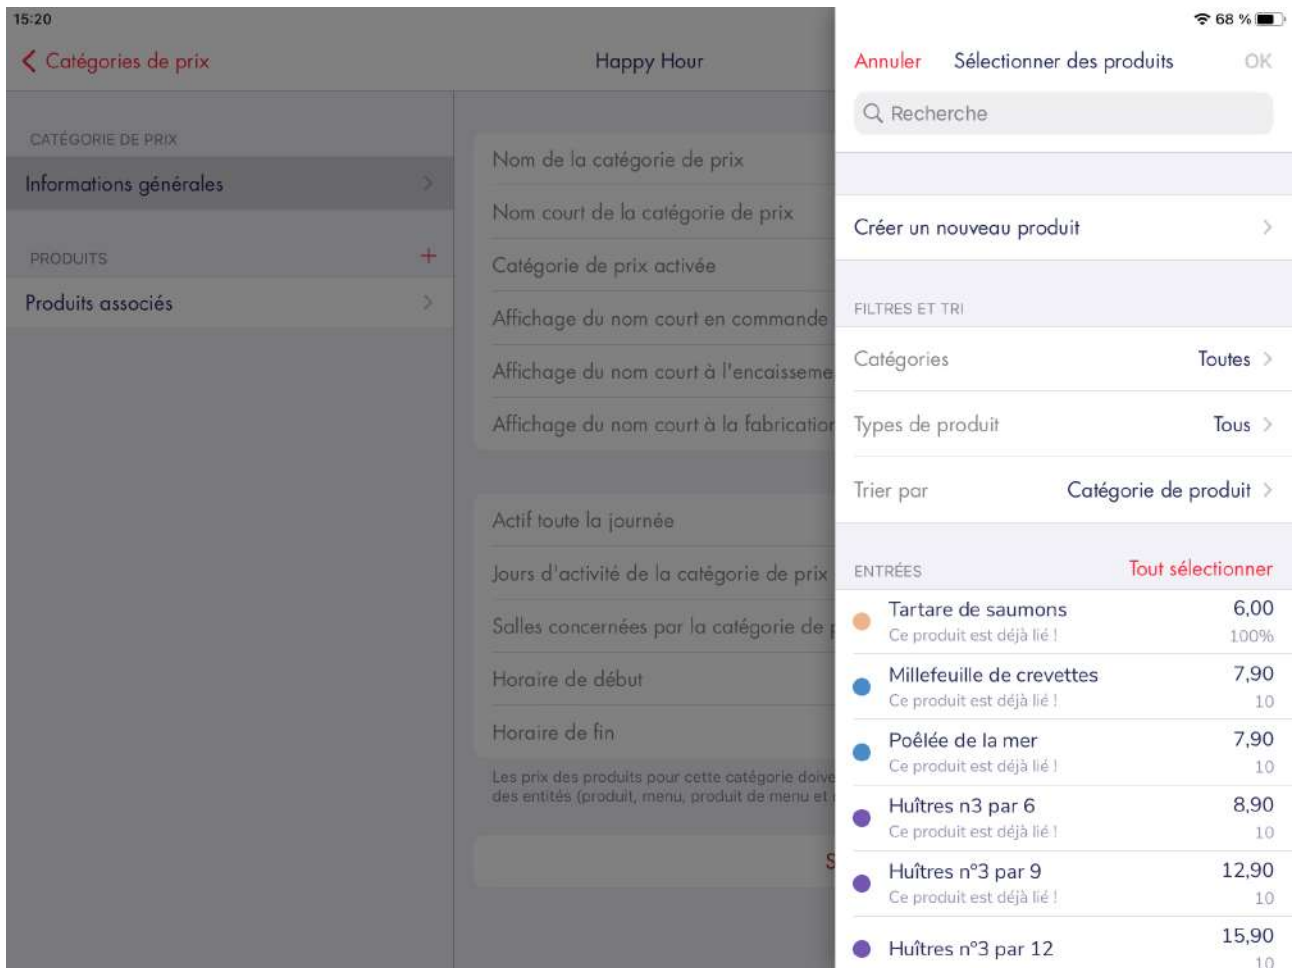 15:20
68 %
Catégories de prix
Happy Hour
Annuler
Sélectionner des produits
OK
Recherche
CATÉGORIE DE PRIX
Informations générales
PRODUITS
+
Produits associés
Nom de la catégorie de prix
Nom court de la catégorie de prix
Catégorie de prix activée
Affichage du nom court en commande
Affichage du nom court à l'encaisseme
Affichage du nom court à la fabrication
Actif toute la journée
Jours d'activité de la catégorie de prix
Salles concernées par la catégorie de p
Horaire de début
Horaire de fin
Les prix des produits pour cette catégorie doive
des entités (produit, menu, produit de menu et
S
Créer un nouveau produit
FILTRES ET TRI
Catégories Toutes
Types de produit Tous
Trier par Catégorie de produit
ENTRÉES Tout sélectionner
Tartare de saumons 6,00
Ce produit est déjà lié ! 100%
Millefeuille de crevettes 7,90
Ce produit est déjà lié ! 10
Poêlée de la mer 7,90
Ce produit est déjà lié ! 10
Huîtres n3 par 6 8,90
Ce produit est déjà lié ! 10
Huîtres n°3 par 9 12,90
Ce produit est déjà lié ! 10
Huîtres n°3 par 12 15,90
10